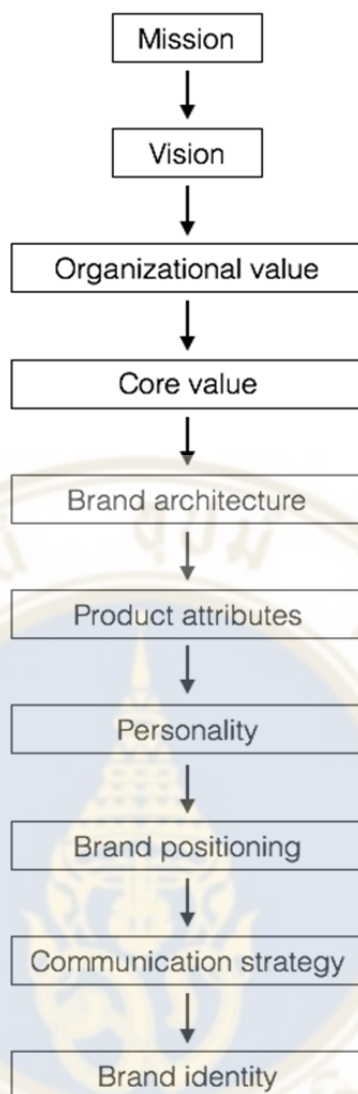 Mission
Vision
Organizational value
Core value
Brand architecture
Product attributes
Personality
Brand positioning
Communication strategy
Brand identity